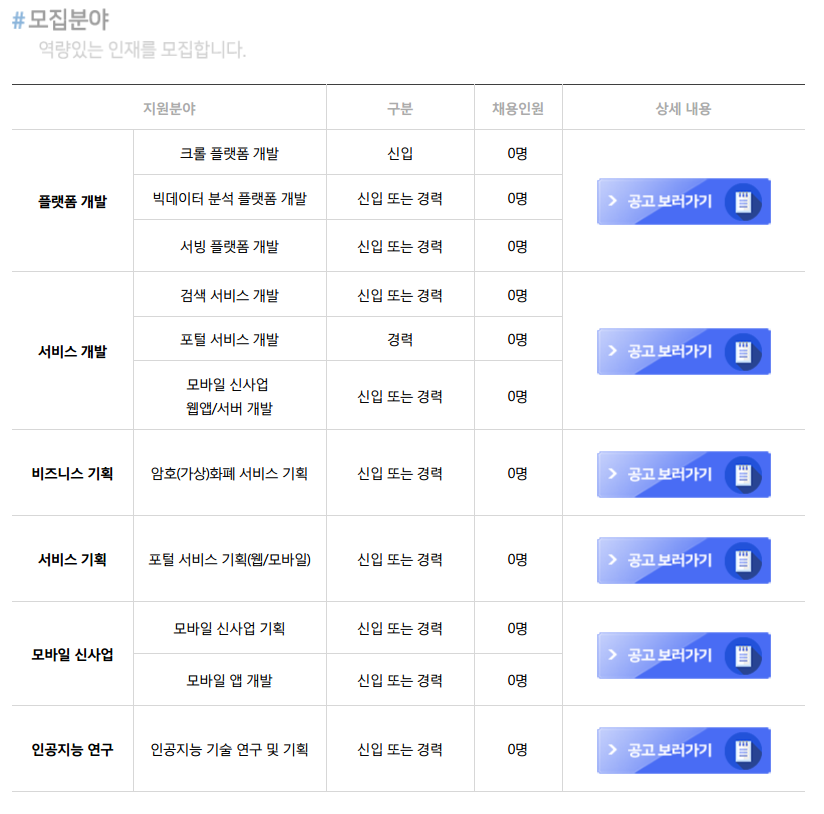 # 모집분야
역량있는 인재를 모집합니다.
지원분야 구분 채용인원 상세 내용
플랫폼 개발
크롤 플랫폼 개발 신입 0명
빅데이터 분석 플랫폼 개발 신입 또는 경력 0명
서빙 플랫폼 개발 신입 또는 경력 0명
> 공고 보러가기
서비스 개발
검색 서비스 개발 신입 또는 경력 0명
포털 서비스 개발 경력 0명
모바일 신사업
웹앱/서버 개발 신입 또는 경력 0명
> 공고 보러가기
비즈니스 기획 암호(가상)화폐 서비스 기획 신입 또는 경력 0명 > 공고 보러가기
서비스 기획 포털 서비스 기획(웹/모바일) 신입 또는 경력 0명 > 공고 보러가기
모바일 신사업
모바일 신사업 기획 신입 또는 경력 0명
모바일 앱 개발 신입 또는 경력 0명
> 공고 보러가기
인공지능 연구 인공지능 기술 연구 및 기획 신입 또는 경력 0명 > 공고 보러가기